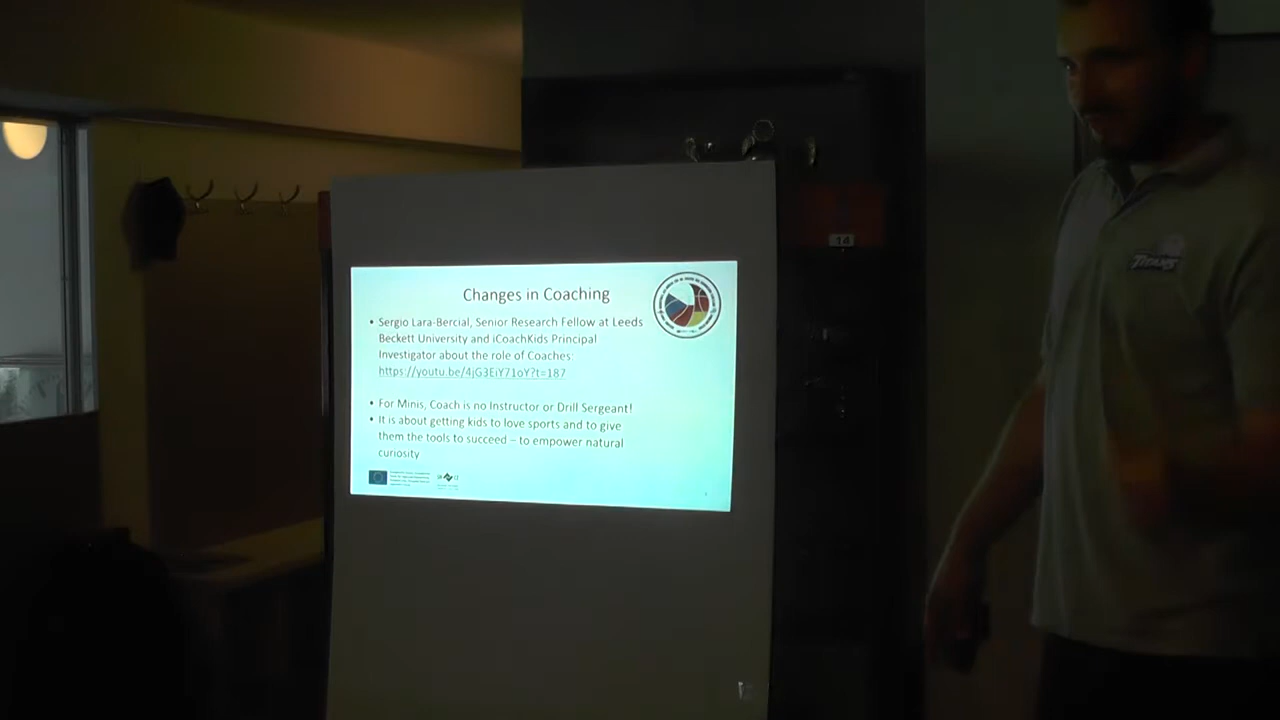 14
TITANS
Changes in Coaching
• Sergio Lara-Bercial, Senior Research Fellow at Leeds
Beckett University and iCoachKids Principal
Investigator about the role of Coaches:
https://youtu.be/4jG3EiY71oY?t=187
• For Minis, Coach is no Instructor or Drill Sergeant!
• It is about getting kids to love sports and to give
them the tools to succeed – to empower natural
curiosity